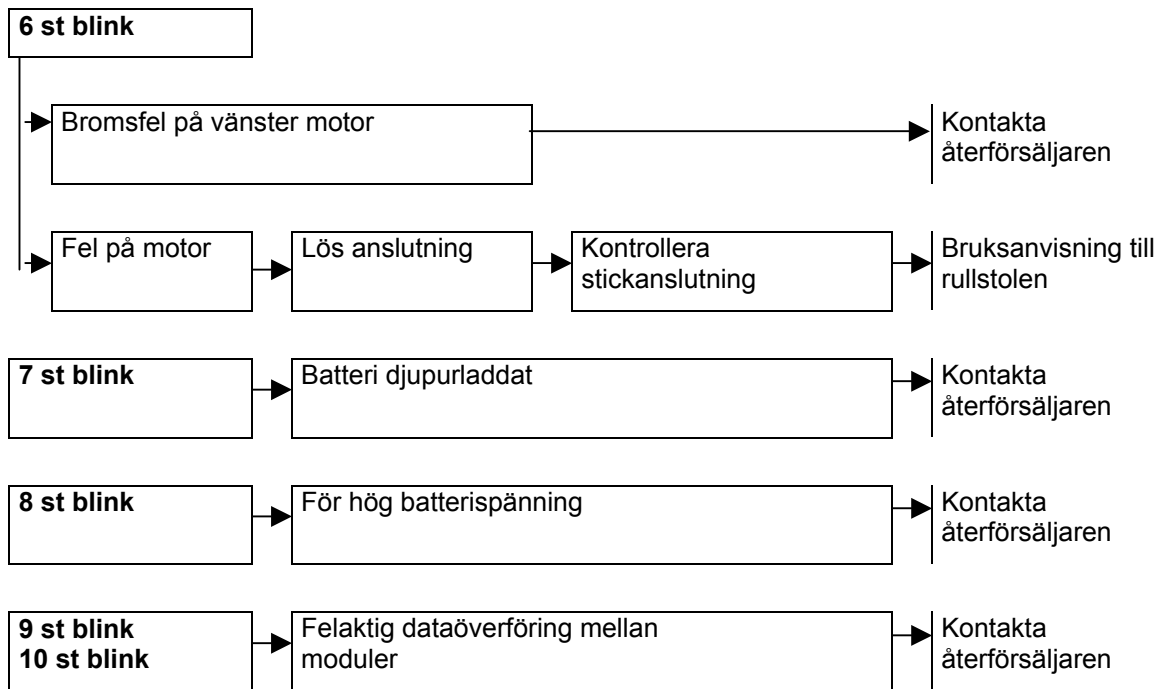 6 st blink
Bromsfel på vänster motor
Kontakta
återförsäljaren
Fel på motor
Lös anslutning
Kontrollera
stickanslutning
Bruksanvisning till
rullstolen
7 st blink
Batteri djupurladdat
Kontakta
återförsäljaren
8 st blink
För hög batterispänning
Kontakta
återförsäljaren
9 st blink
10 st blink
Felaktig dataöverföring mellan
moduler
Kontakta
återförsäljaren